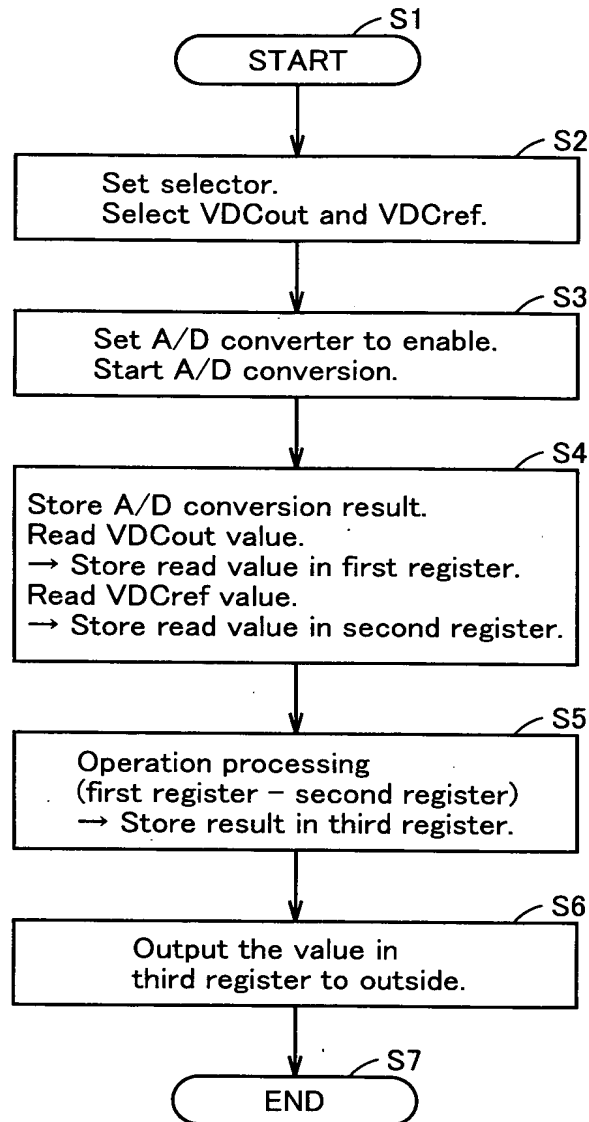 S1
START
S2
Set selector.
Select VDCout and VDCref.
S3
Set A/D converter to enable.
Start A/D conversion.
S4
Store A/D conversion result.
Read VDCout value.
→ Store read value in first register.
Read VDCref value.
→ Store read value in second register.
S5
Operation processing
(first register − second register)
→ Store result in third register.
S6
Output the value in
third register to outside.
S7
END